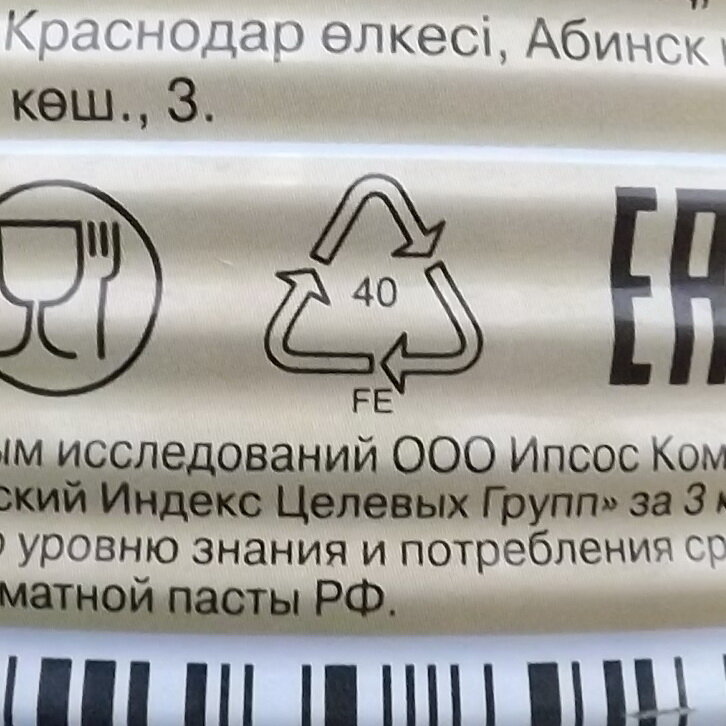 Краснодар өлкесі, Абинск
көш., 3.
40
FE
EAC
исследований ООО Ипсос Ком
ский Индекс Целевых Групп» за 3
уровню знания и потребления ср
матной пасты РФ.